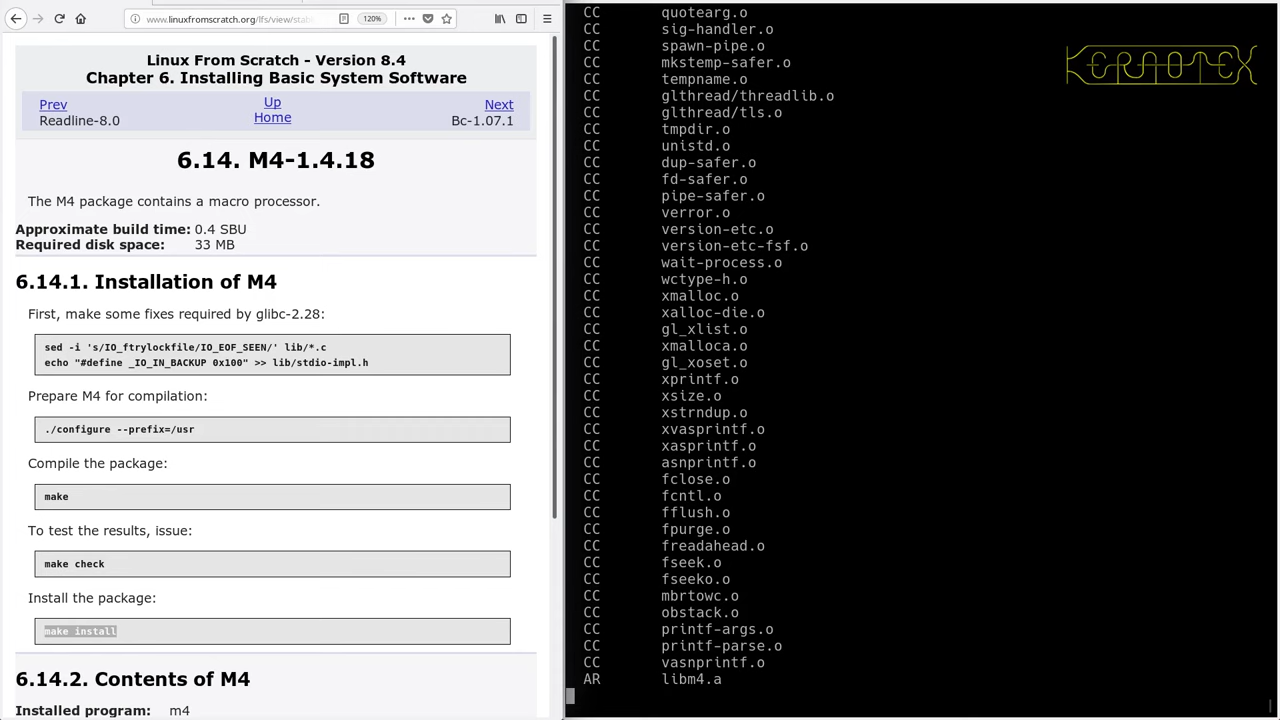 www.linuxfromscratch.org/lfs/view/stab
120%
Linux From Scratch - Version 8.4
Chapter 6. Installing Basic System Software
Prev Up Next
Readline-8.0 Home Bc-1.07.1
6.14. M4-1.4.18
The M4 package contains a macro processor.
Approximate build time: 0.4 SBU
Required disk space: 33 MB
6.14.1. Installation of M4
First, make some fixes required by glibc-2.28:
sed -i 's/IO_ftrylockfile/IO_EOF_SEEN/' lib/*.c
echo "#define _IO_IN_BACKUP 0x100" >> lib/stdio-impl.h
Prepare M4 for compilation:
./configure --prefix=/usr
Compile the package:
make
To test the results, issue:
make check
Install the package:
make install
6.14.2. Contents of M4
Installed program: m4
CC quotearg.o
CC sig-handler.o
CC spawn-pipe.o
CC mkstemp-safer.o
CC tempname.o
CC glthread/threadlib.o
CC glthread/tls.o
CC tmpdir.o
CC unistd.o
CC dup-safer.o
CC fd-safer.o
CC pipe-safer.o
CC verror.o
CC version-etc.o
CC version-etc-fsf.o
CC wait-process.o
CC wctype-h.o
CC xmalloc.o
CC xalloc-die.o
CC gl_xlist.o
CC xmalloca.o
CC gl_xoset.o
CC xprintf.o
CC xsize.o
CC xstrndup.o
CC xvasprintf.o
CC xasprintf.o
CC asnprintf.o
CC fclose.o
CC fcntl.o
CC fflush.o
CC fpurge.o
CC freadahead.o
CC fseek.o
CC fseeko.o
CC mbrtowc.o
CC obstack.o
CC printf-args.o
CC printf-parse.o
CC vasnprintf.o
AR libm4.a
KERAOTEX